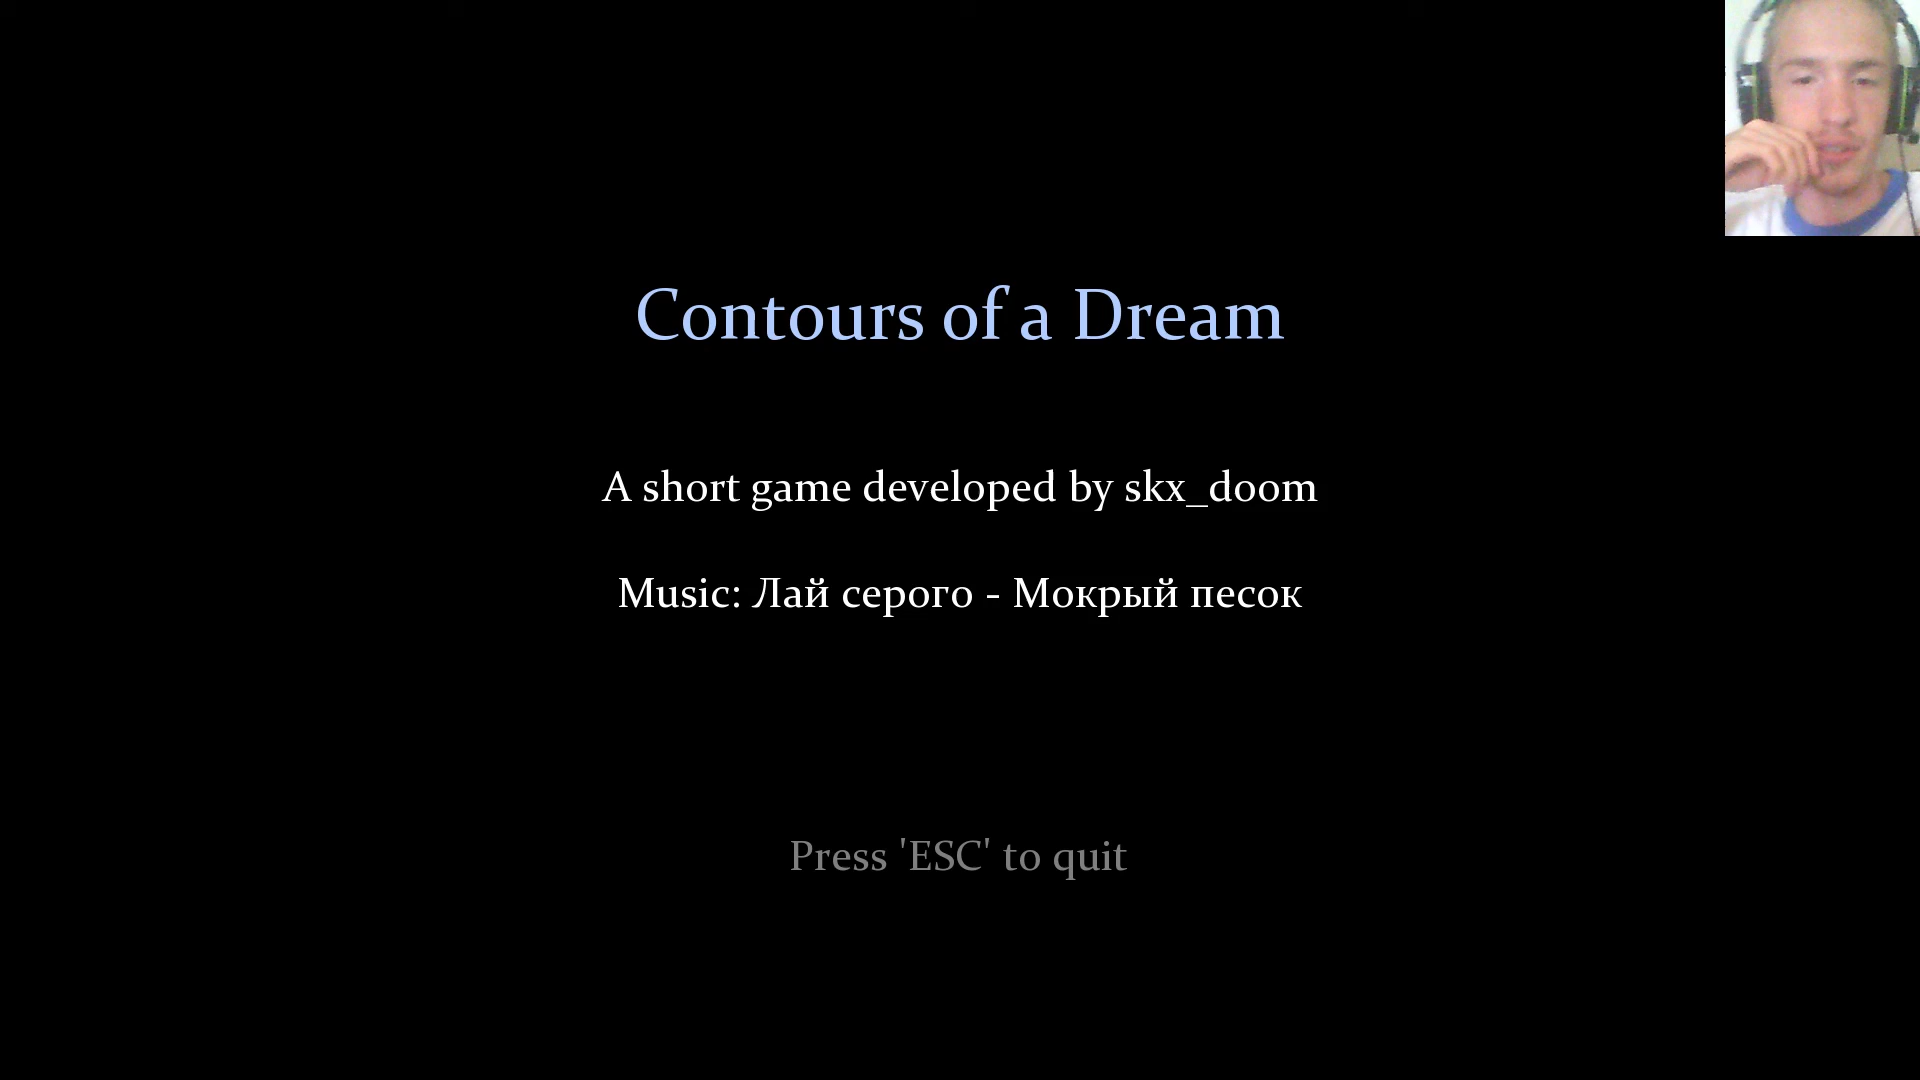 Contours of a Dream
A short game developed by skx_doom
Music: Лай серого - Мокрый песок
Press 'ESC' to quit